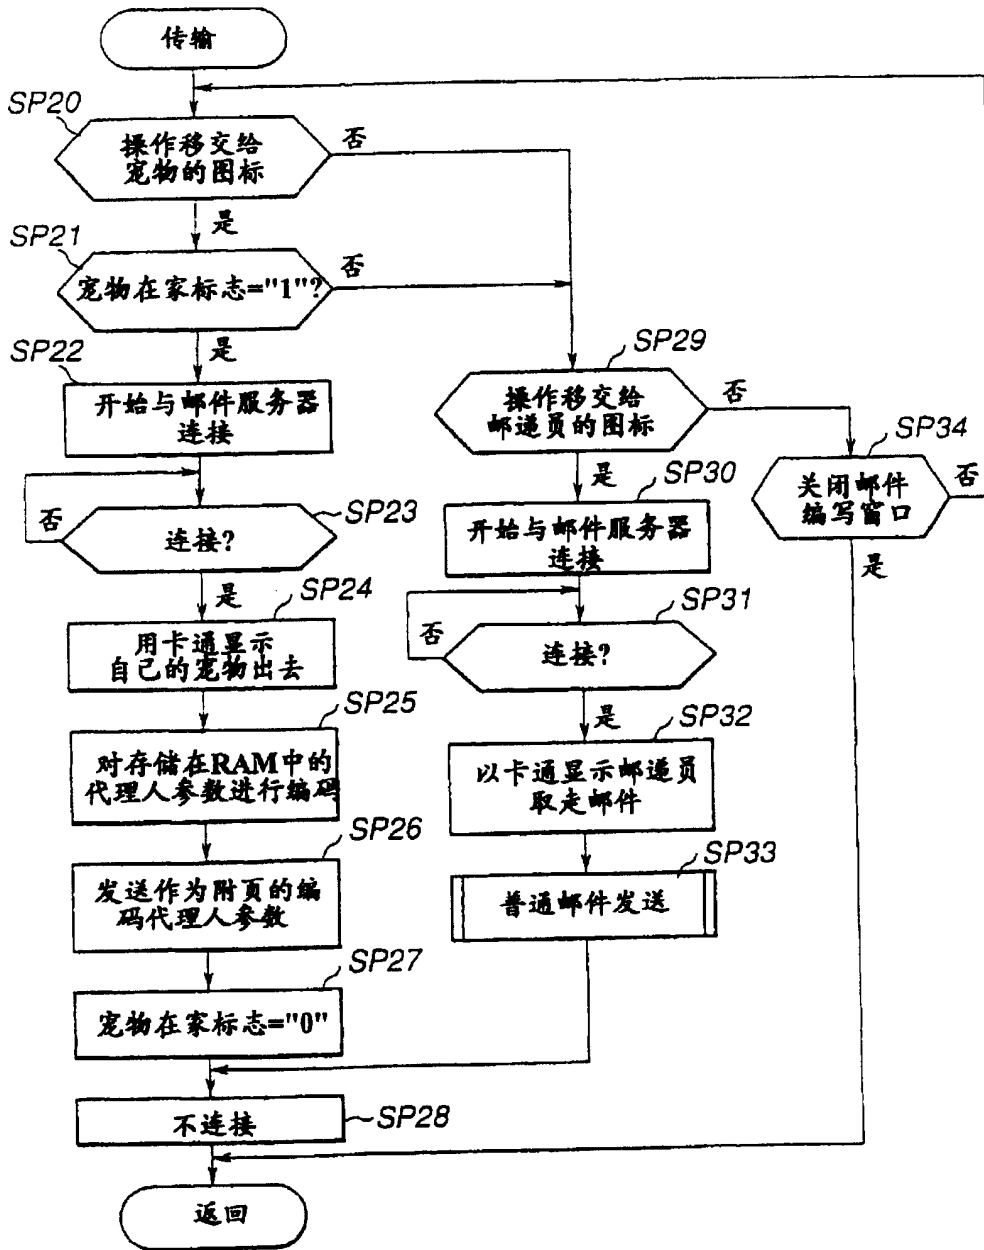 传输
SP20
操作移交给
宠物的图标
否
是
SP21
宠物在家标志="1"?
否
是
SP22
开始与邮件服务器
连接
SP23
连接?
否
是
SP24
用卡通显示
自己的宠物出去
SP25
对存储在RAM中的
代理人参数进行编码
SP26
发送作为附页的编
码代理人参数
SP27
宠物在家标志="0"
不连接
SP28
返回
SP29
操作移交给
邮递员的图标
否
是
SP30
开始与邮件服务器
连接
SP31
连接?
否
是
SP32
以卡通显示邮递员
取走邮件
SP33
普通邮件发送
SP34
关闭邮件
编写窗口
否
是